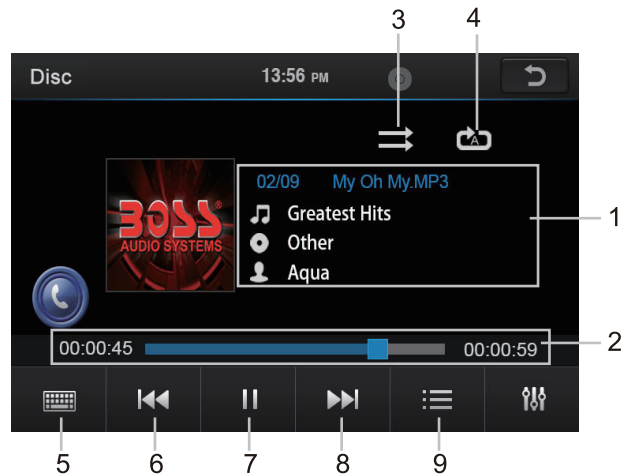 3 4
Disc 13:56 PM
A
02/09 My Oh My.MP3
Greatest Hits
1
BOSS®
AUDIO SYSTEMS
Other
Aqua
00:00:45 00:00:59 2
5 6 7 8 9